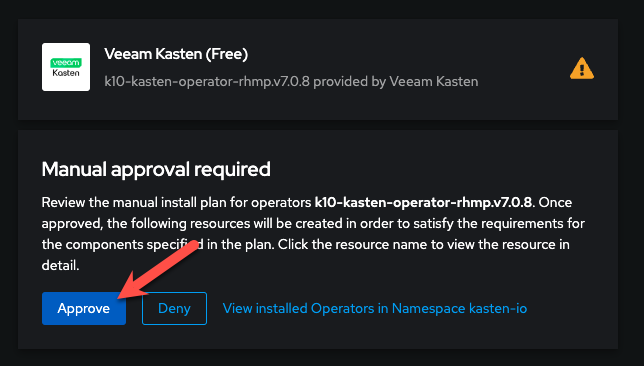 Veeam Kasten (Free)
veeam
Kasten
k10-kasten-operator-rhmp.v7.0.8 provided by Veeam Kasten
Manual approval required
Review the manual install plan for operators k10-kasten-operator-rhmp.v7.0.8. Once
approved, the following resources will be created in order to satisfy the requirements for
the components specified in the plan. Click the resource name to view the resource in
detail.
Approve
Deny
View installed Operators in Namespace kasten-io